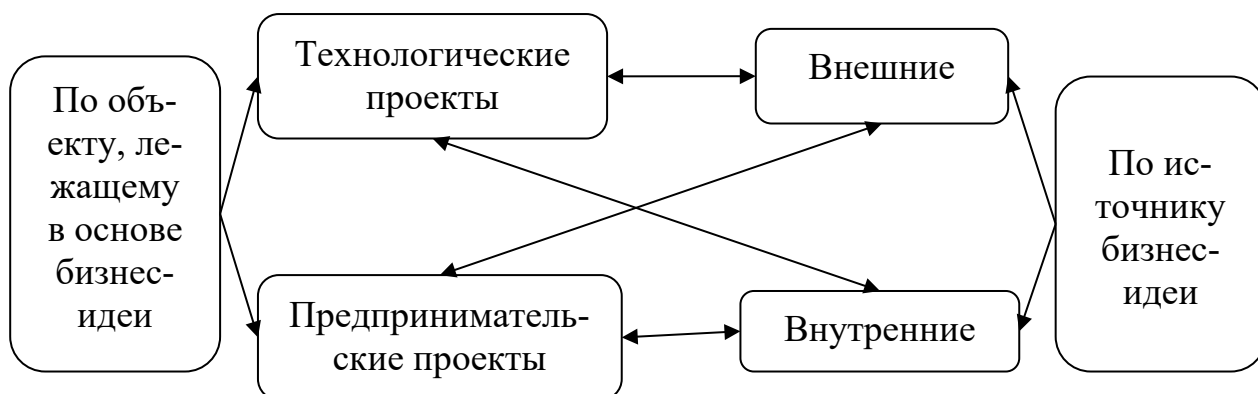 По объ-
екту, ле-
жащему
в основе
бизнес-
идеи
Технологические
проекты
Предприниматель-
ские проекты
Внешние
Внутренние
По ис-
точнику
бизнес-
идеи